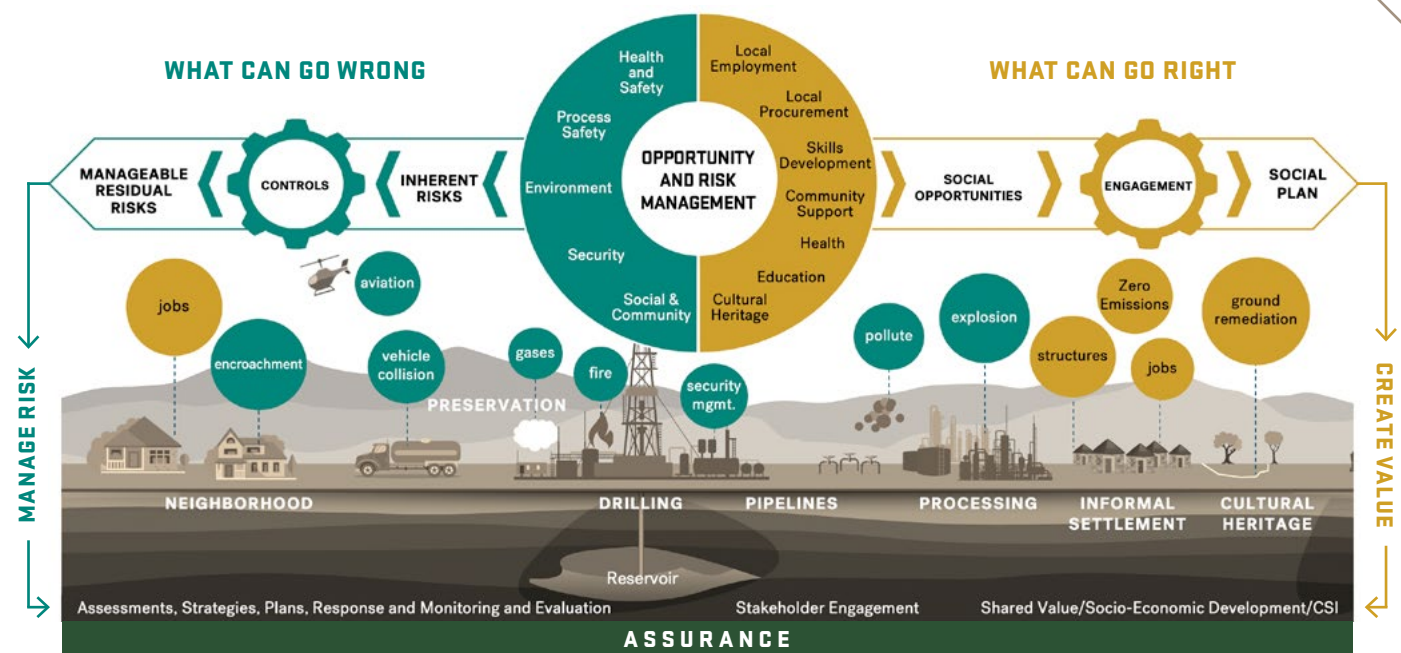 WHAT CAN GO WRONG
WHAT CAN GO RIGHT
Health
and
Safety
Process
Safety
Environment
Security
Social &
Community
OPPORTUNITY
AND RISK
MANAGEMENT
Local
Employment
Local
Procurement
Skills
Development
Community
Support
Health
Education
Cultural
Heritage
MANAGEABLE
RESIDUAL
RISKS
CONTROLS
INHERENT
RISKS
SOCIAL
OPPORTUNITIES
ENGAGEMENT
SOCIAL
PLAN
MANAGE RISK
CREATE VALUE
jobs
encroachment
aviation
vehicle
collision
gases
fire
security
mgmt.
pollute
explosion
structures
Zero
Emissions
jobs
ground
remediation
PRESERVATION
NEIGHBORHOOD
DRILLING
PIPELINES
PROCESSING
INFORMAL
SETTLEMENT
CULTURAL
HERITAGE
Reservoir
Assessments, Strategies, Plans, Response and Monitoring and Evaluation
Stakeholder Engagement
Shared Value/Socio-Economic Development/CSI
ASSURANCE